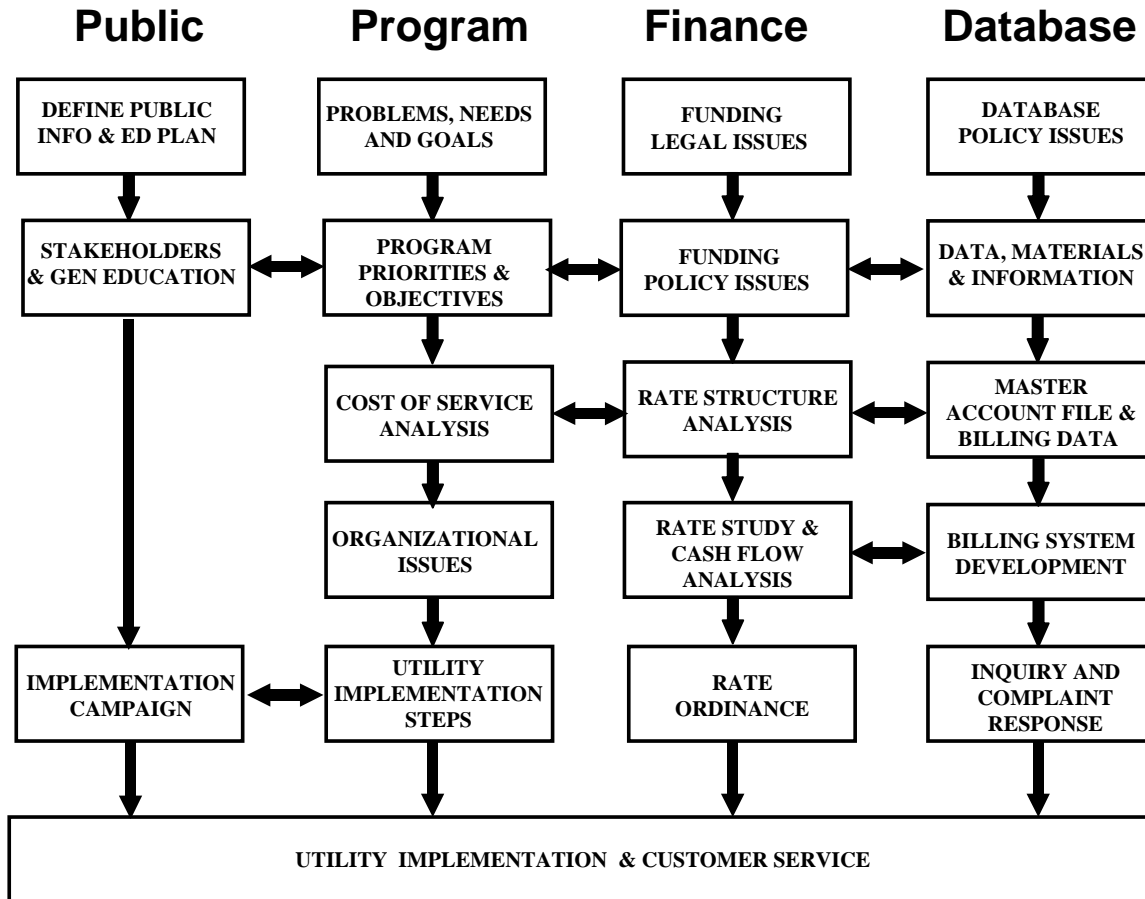 Public
Program
Finance
Database
DEFINE PUBLIC
INFO & ED PLAN
PROBLEMS, NEEDS
AND GOALS
FUNDING
LEGAL ISSUES
DATABASE
POLICY ISSUES
STAKEHOLDERS
& GEN EDUCATION
PROGRAM
PRIORITIES &
OBJECTIVES
FUNDING
POLICY ISSUES
DATA, MATERIALS
& INFORMATION
COST OF SERVICE
ANALYSIS
RATE STRUCTURE
ANALYSIS
MASTER
ACCOUNT FILE &
BILLING DATA
ORGANIZATIONAL
ISSUES
RATE STUDY &
CASH FLOW
ANALYSIS
BILLING SYSTEM
DEVELOPMENT
IMPLEMENTATION
CAMPAIGN
UTILITY
IMPLEMENTATION
STEPS
RATE
ORDINANCE
INQUIRY AND
COMPLAINT
RESPONSE
UTILITY IMPLEMENTATION & CUSTOMER SERVICE